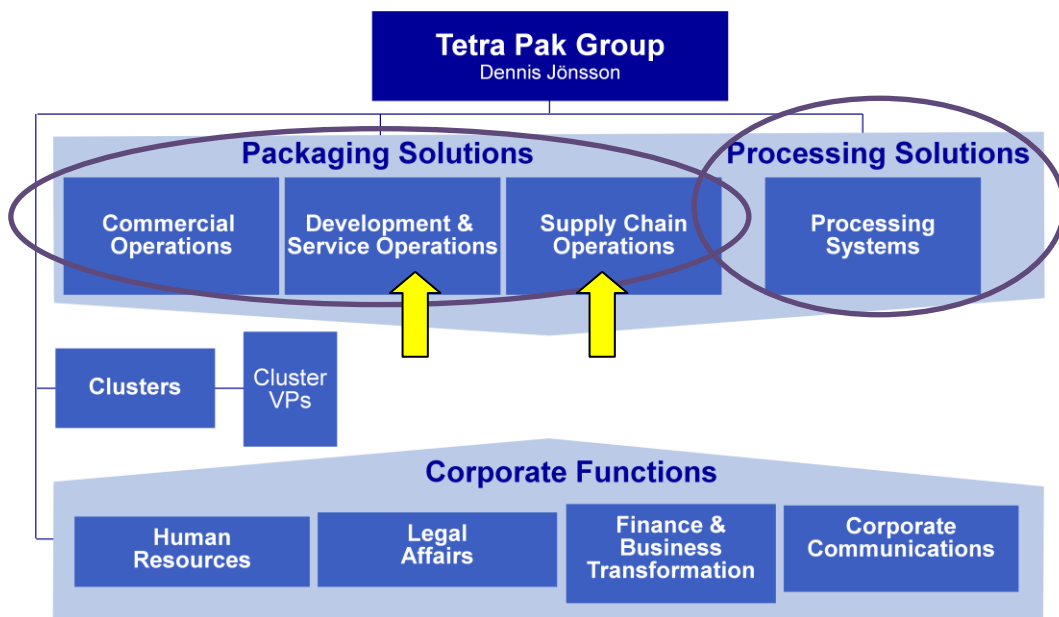 Tetra Pak Group
Dennis Jönsson
Packaging Solutions
Processing Solutions
Commercial
Operations
Development &
Service Operations
Supply Chain
Operations
Processing
Systems
Clusters
Cluster
VPs
Corporate Functions
Human
Resources
Legal
Affairs
Finance &
Business
Transformation
Corporate
Communications